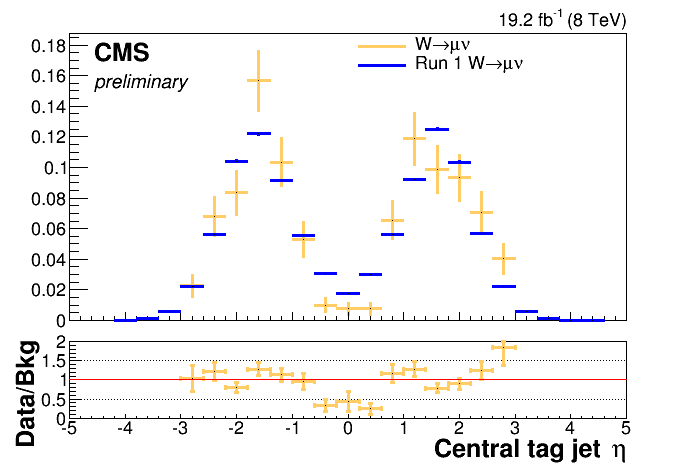 19.2 fb⁻¹ (8 TeV)
CMS
preliminary
W→μν
Run 1 W→μν
0.18
0.16
0.14
0.12
0.1
0.08
0.06
0.04
0.02
0
Data/Bkg
2
1.5
1
0.5
0
-5 -4 -3 -2 -1 0 1 2 3 4 5
Central tag jet η